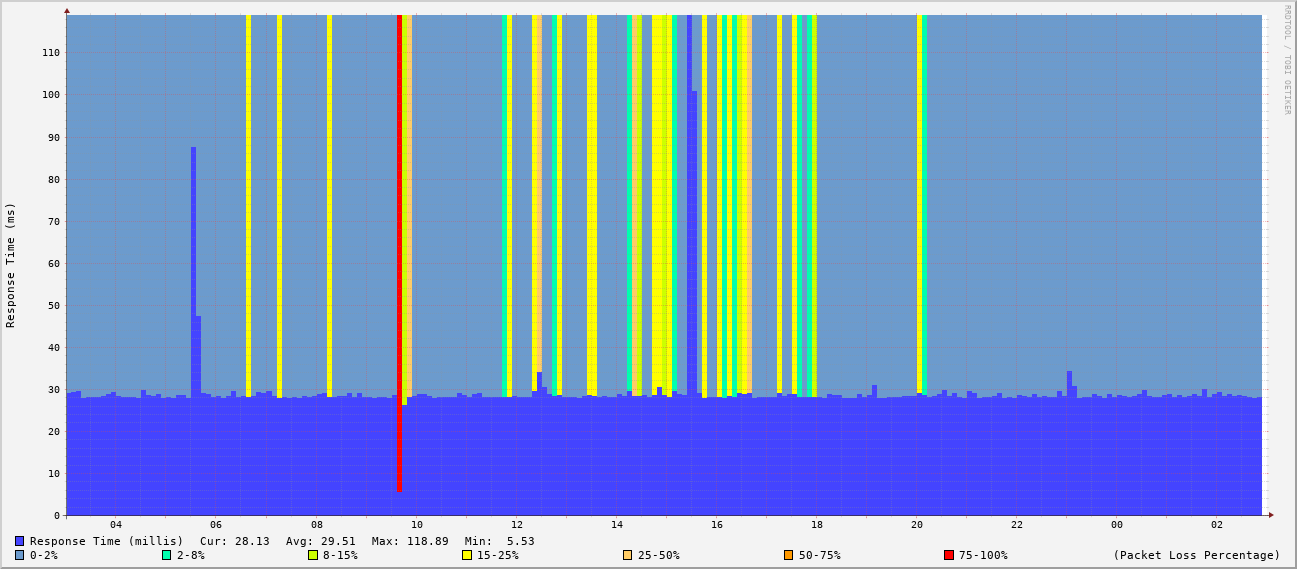 RRDTOOL / TOBI OETIKER
Response Time (ms)
110
100
90
80
70
60
50
40
30
20
10
0
04 06 08 10 12 14 16 18 20 22 00 02
Response Time (millis) Cur: 28.13 Avg: 29.51 Max: 118.89 Min: 5.53
0-2% 2-8% 8-15% 15-25% 25-50% 50-75% 75-100% (Packet Loss Percentage)